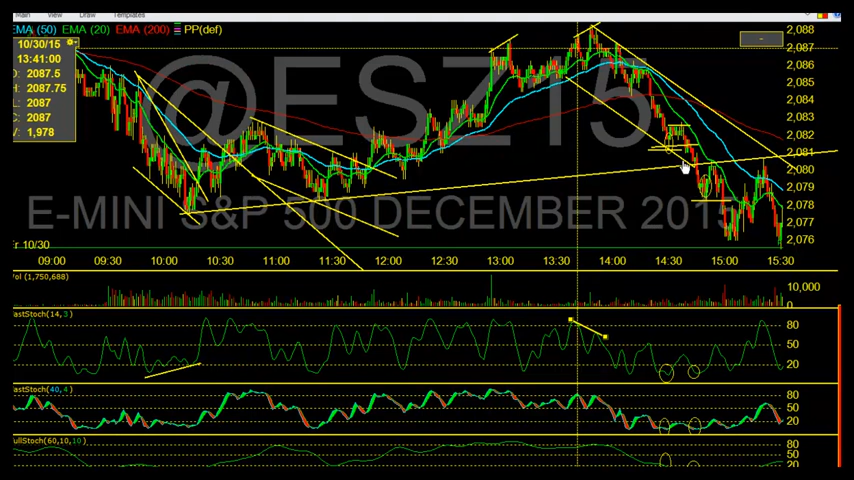 Main View Draw Templates
EMA (50) EMA (20) EMA (200) PP(def)
10/30/15
13:41:00
O: 2087.5
H: 2087.75
L: 2087
C: 2087
V: 1,978
@ESZ15
E-MINI S&P 500 DECEMBER 2015
Fr 10/30
2,088
2,087
2,086
2,085
2,084
2,083
2,082
2,081
2,080
2,079
2,078
2,077
2,076
09:00 09:30 10:00 10:30 11:00 11:30 12:00 12:30 13:00 13:30 14:00 14:30 15:00 15:30
Vol (1,750,688)
10,000
FastStoch(14,3)
80
50
20
FastStoch(40,4)
80
50
20
FullStoch(60,10,10)
80
50
20